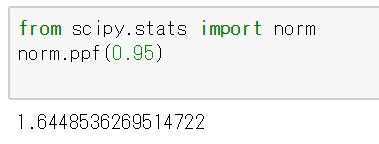 from scipy.stats import norm
norm.ppf(0.95)
1.6448536269514722